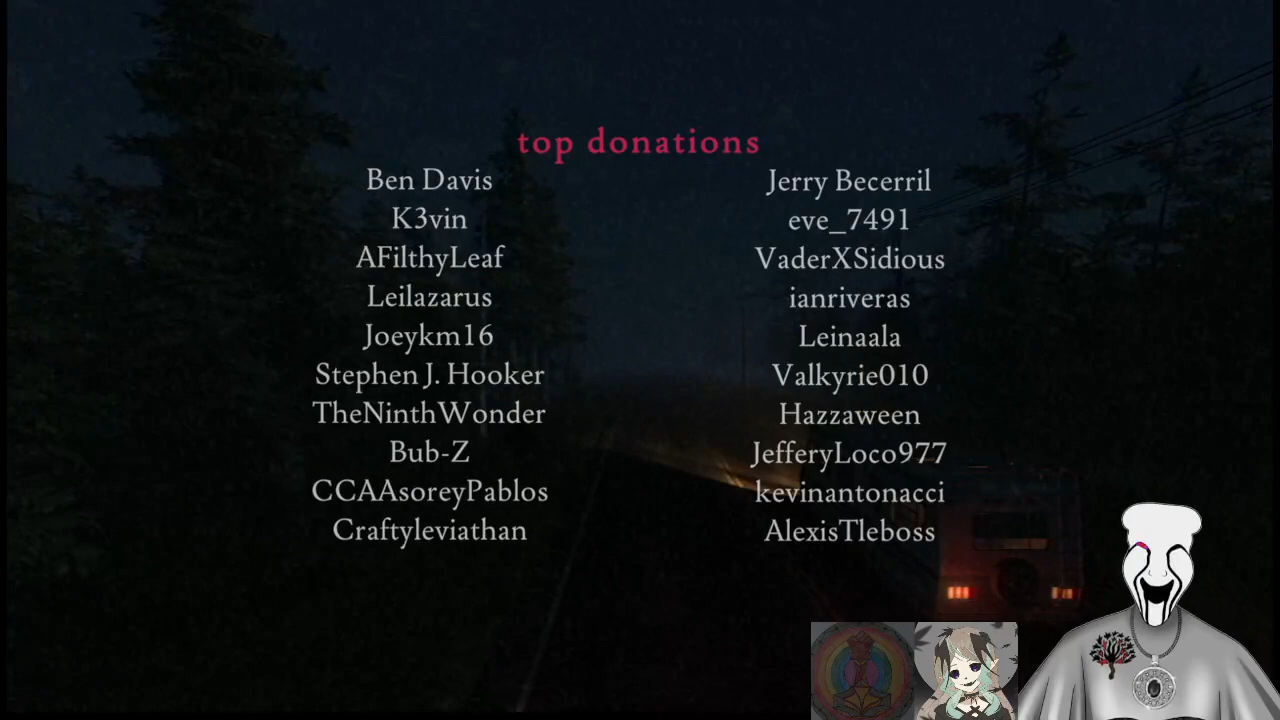 top donations
Ben Davis
K3vin
AFilthyLeaf
Leilazarus
Joeykm16
Stephen J. Hooker
TheNinthWonder
Bub-Z
CCAAsoreyPablos
Craftyleviathan
Jerry Becerril
eve_7491
VaderXSidious
ianriveras
Leinaala
Valkyrie010
Hazzaween
JefferyLoco977
kevinantonacci
AlexisTleboss